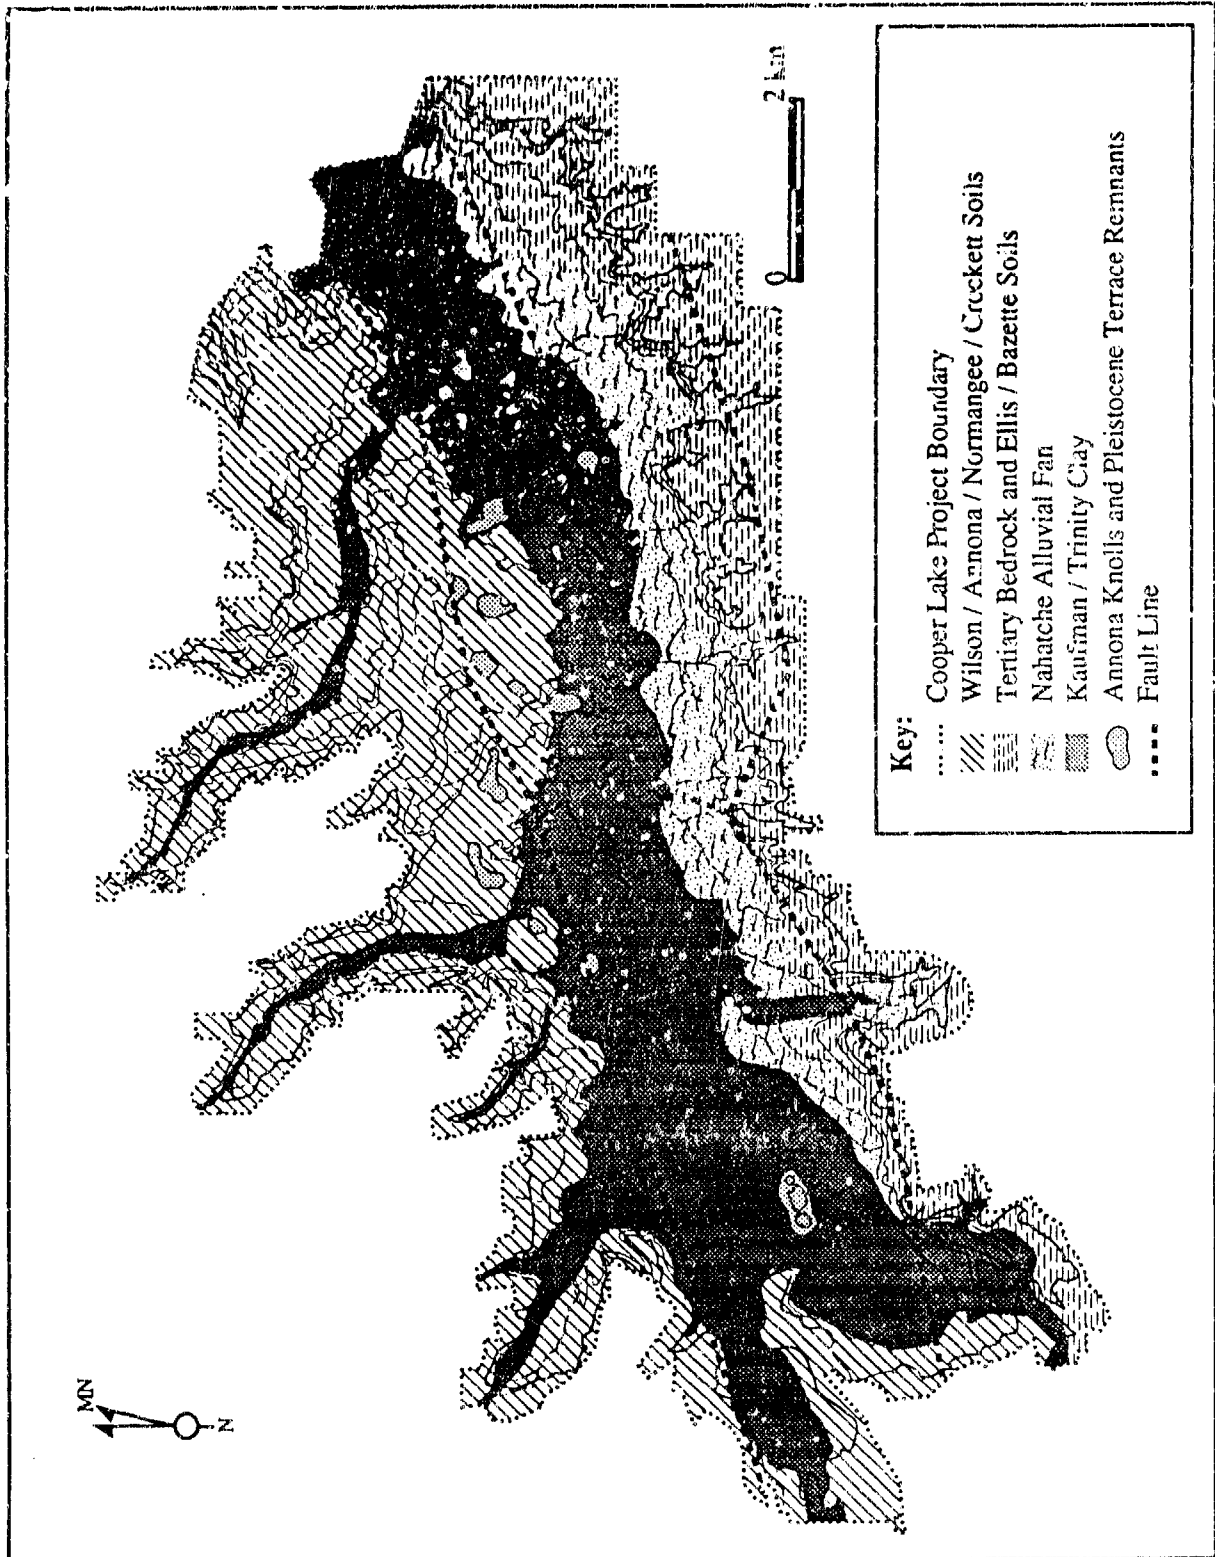 MN
N
0 2 km
Key:
Cooper Lake Project Boundary
Wilson / Annona / Normangee / Crockett Soils
Tertiary Bedrock and Ellis / Bazette Soils
Nahatche Alluvial Fan
Kaufman / Trinity Clay
Annona Knolls and Pleistocene Terrace Remnants
Fault Line